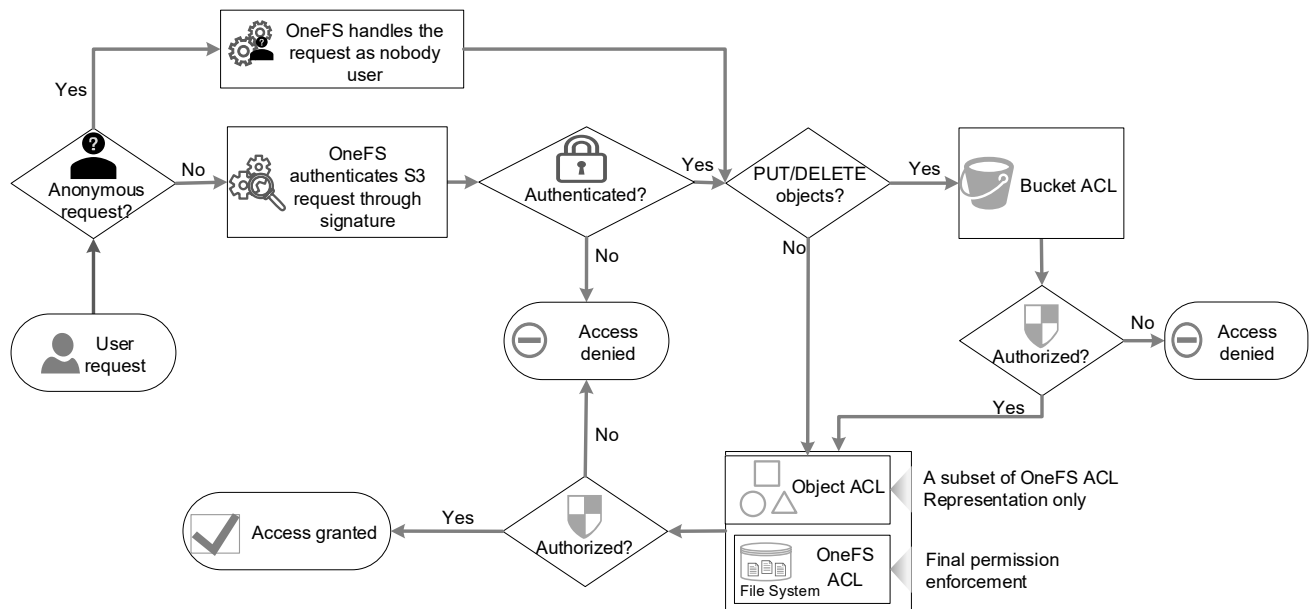 OneFS handles the
request as nobody
user
Yes
?
Anonymous
request?
No
OneFS
authenticates S3
request through
signature
Authenticated?
Yes
PUT/DELETE
objects?
Yes
Bucket ACL
No
No
User
request
Access
denied
Authorized?
No
Access
denied
Yes
No
Object ACL
A subset of OneFS ACL
Representation only
Access granted
Yes
Authorized?
OneFS
ACL
File System
Final permission
enforcement